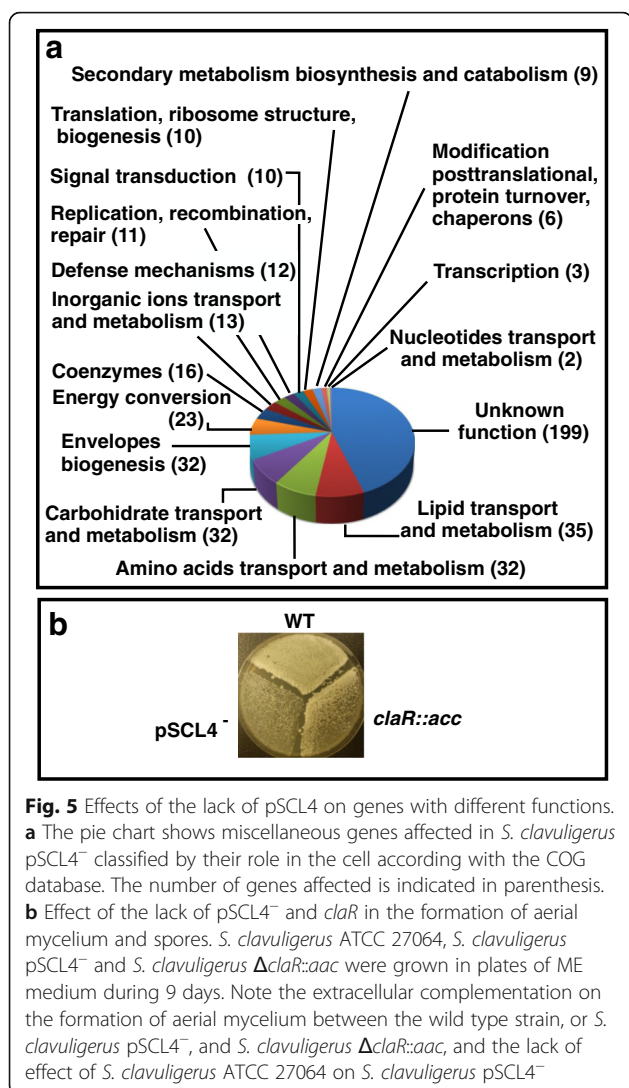 a
Secondary metabolism biosynthesis and catabolism (9)
Translation, ribosome structure,
biogenesis (10)
Modification
posttranslational,
protein turnover,
chaperons (6)
Signal transduction (10)
Replication, recombination,
repair (11)
Defense mechanisms (12)
Transcription (3)
Inorganic ions transport
and metabolism (13)
Nucleotides transport
and metabolism (2)
Coenzymes (16)
Energy conversion
(23)
Unknown
function (199)
Envelopes
biogenesis (32)
Carbohidrate transport
and metabolism (32)
Lipid transport
and metabolism (35)
Amino acids transport and metabolism (32)
b
WT
pSCL4 -
claR::acc
Fig. 5 Effects of the lack of pSCL4 on genes with different functions.
a The pie chart shows miscellaneous genes affected in S. clavuligerus
pSCL4⁻ classified by their role in the cell according with the COG
database. The number of genes affected is indicated in parenthesis.
b Effect of the lack of pSCL4⁻ and claR in the formation of aerial
mycelium and spores. S. clavuligerus ATCC 27064, S. clavuligerus
pSCL4⁻ and S. clavuligerus ΔclaR::aac were grown in plates of ME
medium during 9 days. Note the extracellular complementation on
the formation of aerial mycelium between the wild type strain, or S.
clavuligerus pSCL4⁻, and S. clavuligerus ΔclaR::aac, and the lack of
effect of S. clavuligerus ATCC 27064 on S. clavuligerus pSCL4⁻